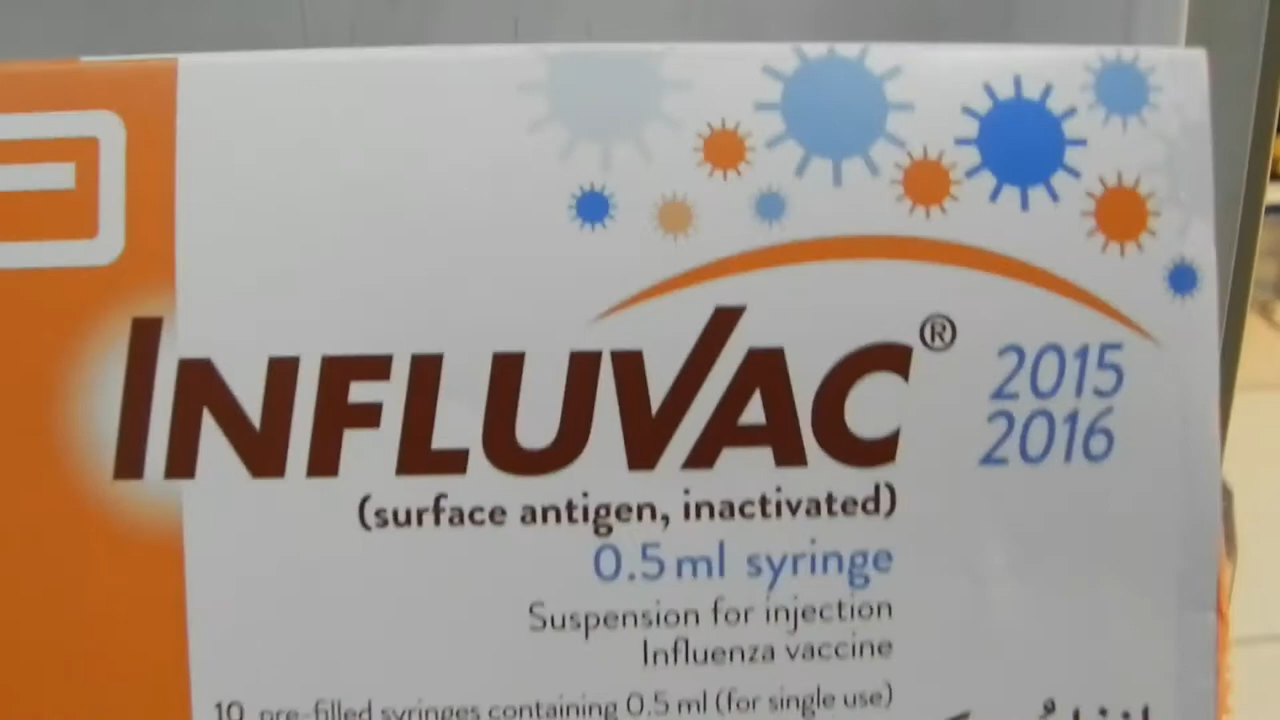 INFLUVAC® 2015
2016
(surface antigen, inactivated)
0.5 ml syringe
Suspension for injection
Influenza vaccine
10 pre-filled syringes containing 0.5 ml (for single use)